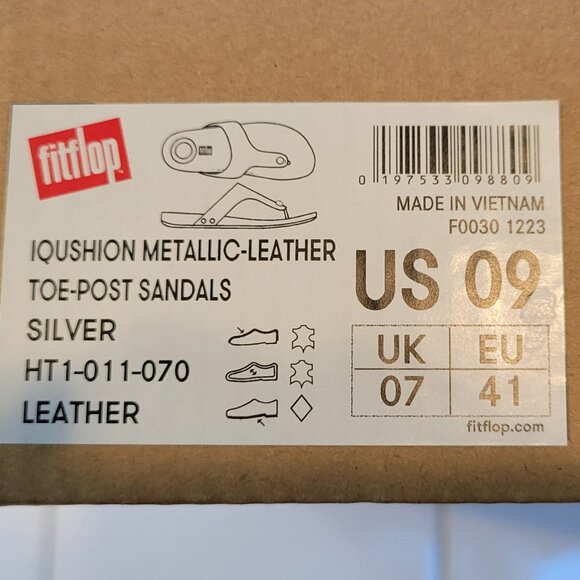 fitflop
0 197533 098809
MADE IN VIETNAM
F0030 1223
IQUSHION METALLIC-LEATHER
TOE-POST SANDALS
SILVER
HT1-011-070
LEATHER
US 09
UK EU
07 41
fitflop.com